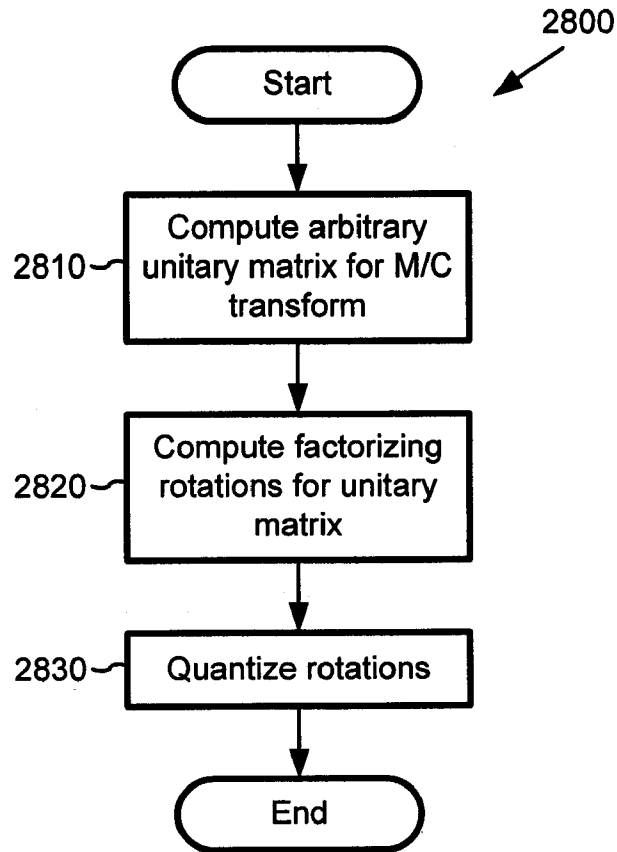 2800
Start
2810
Compute arbitrary
unitary matrix for M/C
transform
2820
Compute factorizing
rotations for unitary
matrix
2830
Quantize rotations
End